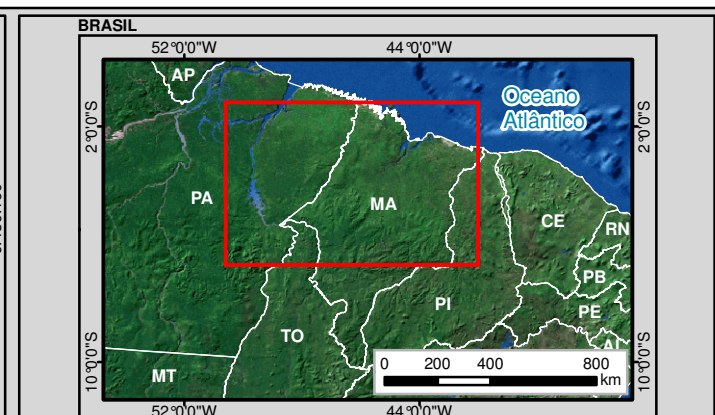 BRASIL
52°0'0"W 44°0'0"W
AP
Oceano
Atlântico
2°0'0"S 2°0'0"S
PA
MA
CE
RN
PB
PE
PI
TO
MT
0 200 400 800
km
10°0'0"S 10°0'0"S
52°0'0"W 44°0'0"W